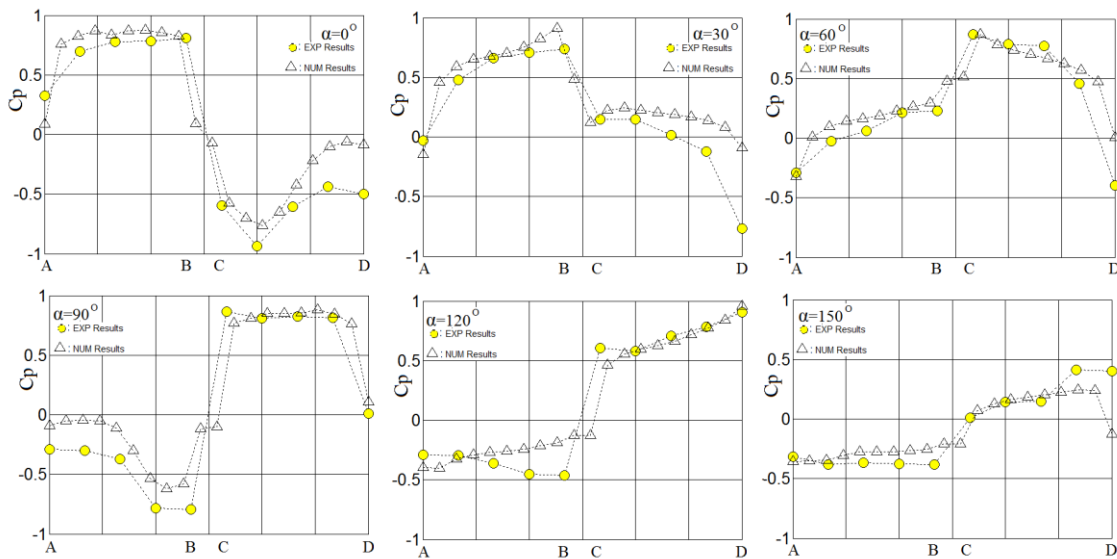 1
α=0°
: EXP Results
: NUM Results
0.5
Cp
0
-0.5
-1
A B C D
1
α=30°
: EXP Results
: NUM Results
0.5
Cp
0
-0.5
-1
A B C D
1
α=60°
: EXP Results
: NUM Results
0.5
Cp
0
-0.5
-1
A B C D
1
α=90°
: EXP Results
: NUM Results
0.5
Cp
0
-0.5
-1
A B C D
1
α=120°
: EXP Results
: NUM Results
0.5
Cp
0
-0.5
-1
A B C D
1
α=150°
: EXP Results
: NUM Results
0.5
Cp
0
-0.5
-1
A B C D